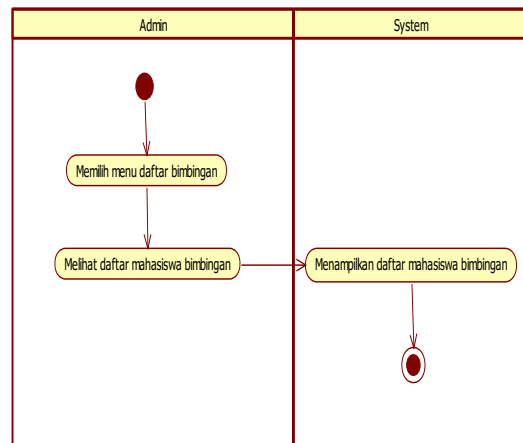 Admin
System
Memilih menu daftar bimbingan
Melihat daftar mahasiswa bimbingan
Menampilkan daftar mahasiswa bimbingan